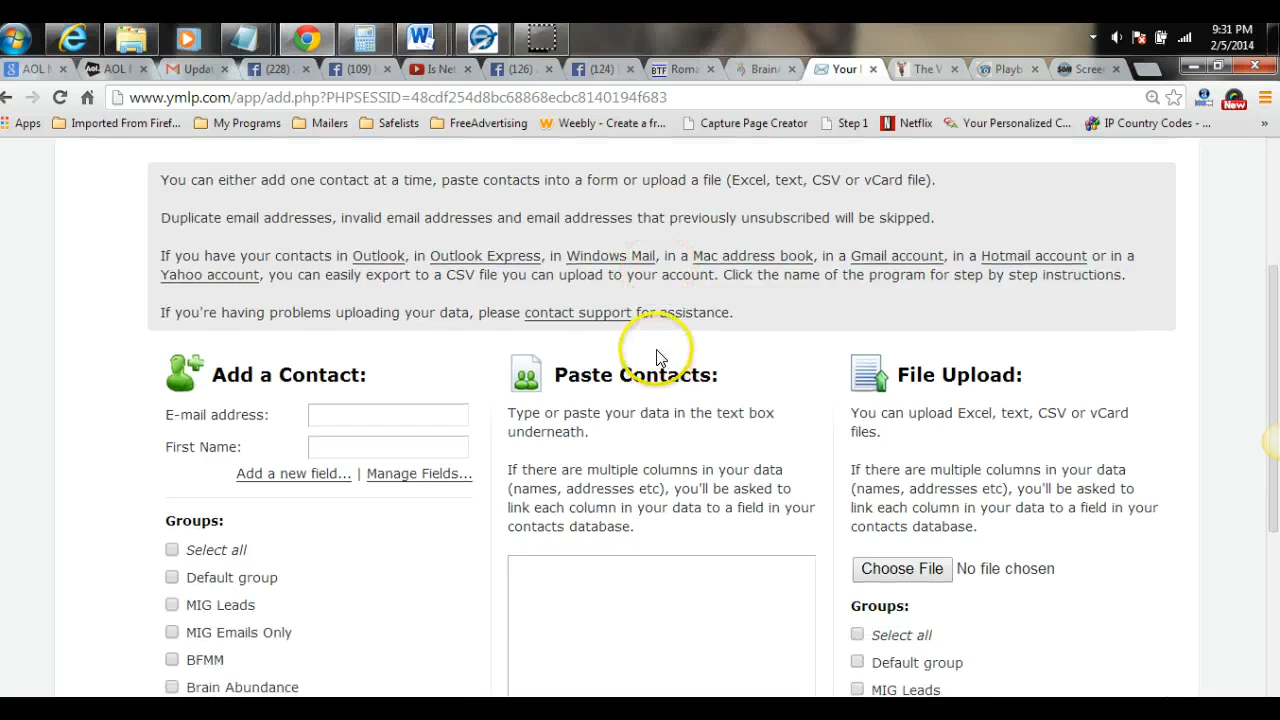 9:31 PM
2/5/2014
AOL M
AOL I
Updat
(228)
(109)
Is Net
(126)
(124)
Roma
Brain/
Your I
The V
Playb
Screer
www.ymlp.com/app/add.php?PHPSESSID=48cdf254d8bc68868ecbc8140194f683
New
Apps Imported From Firef... My Programs Mailers Safelists FreeAdvertising Weebly - Create a fr... Capture Page Creator Step 1 Netflix Your Personalized C... IP Country Codes - ... »
You can either add one contact at a time, paste contacts into a form or upload a file (Excel, text, CSV or vCard file).
Duplicate email addresses, invalid email addresses and email addresses that previously unsubscribed will be skipped.
If you have your contacts in Outlook, in Outlook Express, in Windows Mail, in a Mac address book, in a Gmail account, in a Hotmail account or in a
Yahoo account, you can easily export to a CSV file you can upload to your account. Click the name of the program for step by step instructions.
If you're having problems uploading your data, please contact support for assistance.
Add a Contact:
E-mail address:
First Name:
Add a new field... | Manage Fields...
Groups:
Select all
Default group
MIG Leads
MIG Emails Only
BFMM
Brain Abundance
Paste Contacts:
Type or paste your data in the text box
underneath.
If there are multiple columns in your data
(names, addresses etc), you'll be asked to
link each column in your data to a field in your
contacts database.
File Upload:
You can upload Excel, text, CSV or vCard
files.
If there are multiple columns in your data
(names, addresses etc), you'll be asked to
link each column in your data to a field in your
contacts database.
Choose File No file chosen
Groups:
Select all
Default group
MIG Leads